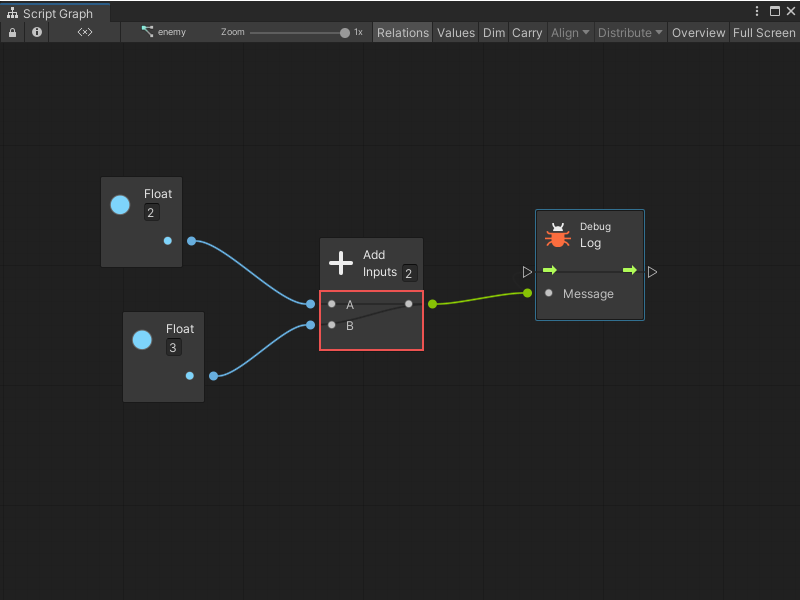 Script Graph
<×> enemy Zoom 1x Relations Values Dim Carry Align Distribute Overview Full Screen
Float
2
Debug
Log
Add
Inputs 2
Message
A
B
Float
3